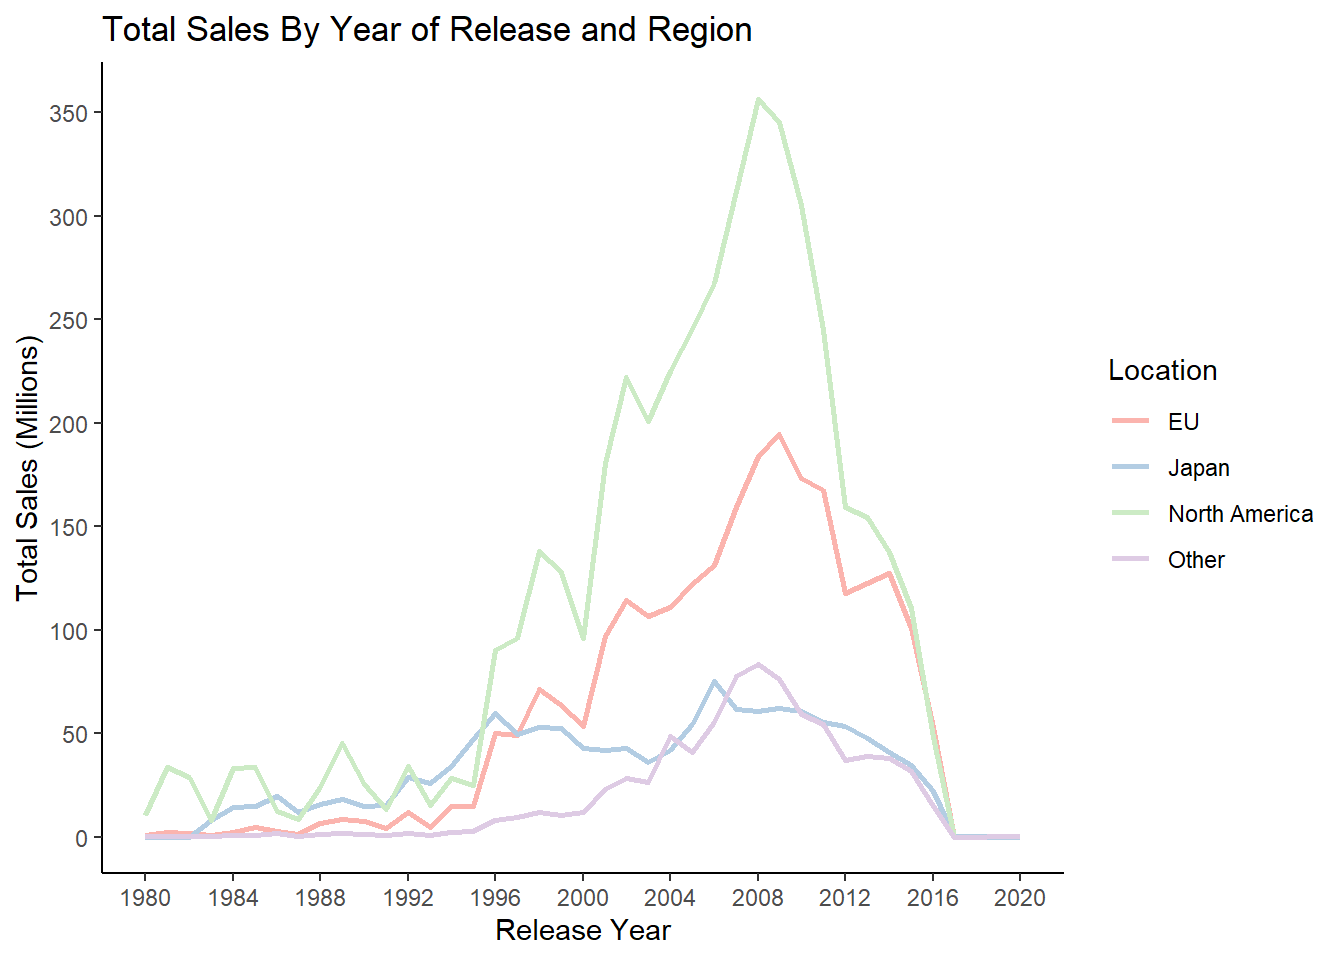 Total Sales By Year of Release and Region
Total Sales (Millions)
350
300
250
200
150
100
50
0
1980 1984 1988 1992 1996 2000 2004 2008 2012 2016 2020
Release Year
Location
EU
Japan
North America
Other